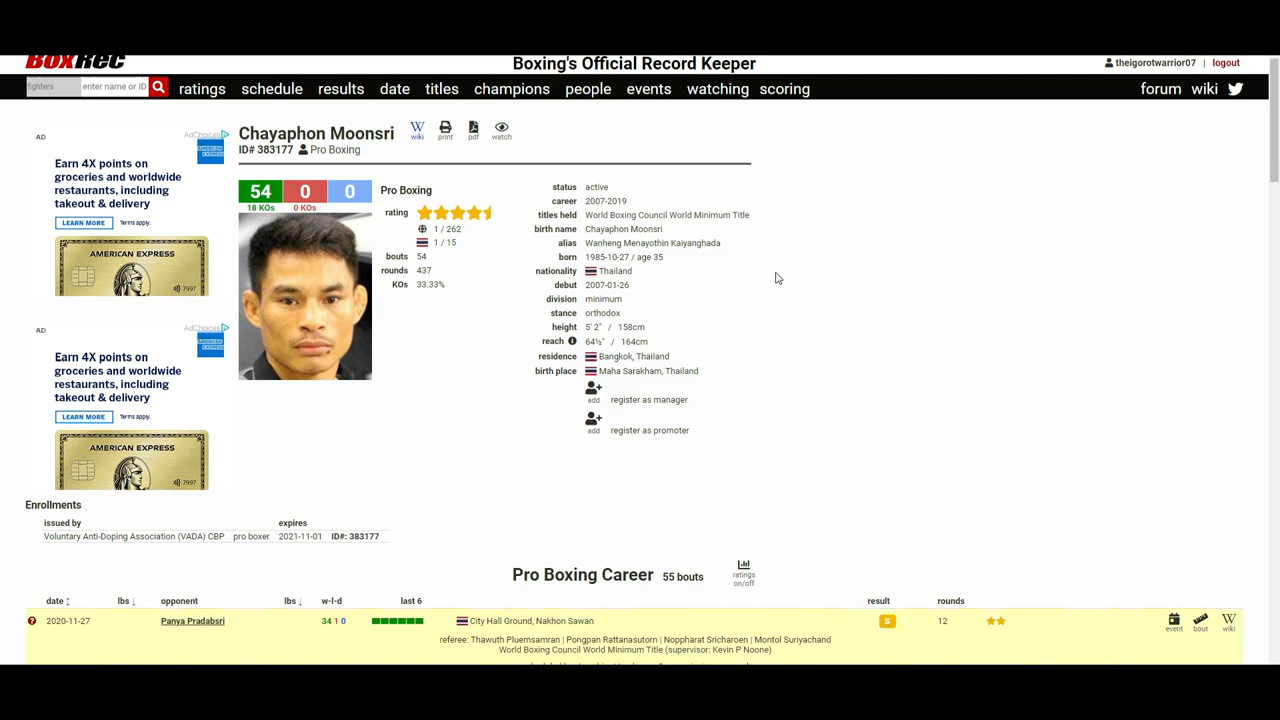 BoxRec
Boxing's Official Record Keeper
theigorotwarrior07 | logout
fighters enter name or ID
ratings schedule results date titles champions people events watching scoring
forum wiki
AD
AdChoices
Earn 4X points on
groceries and worldwide
restaurants, including
takeout & delivery
LEARN MORE Terms apply.
AMERICAN EXPRESS
7997
AD
AdChoices
Earn 4X points on
groceries and worldwide
restaurants, including
takeout & delivery
LEARN MORE Terms apply.
AMERICAN EXPRESS
7997
Chayaphon Moonsri
wiki print pdf watch
ID# 383177 Pro Boxing
54 0 0
18 KOs 0 KOs
Pro Boxing
rating
1 / 262
1 / 15
bouts 54
rounds 437
KOs 33.33%
status active
career 2007-2019
titles held World Boxing Council World Minimum Title
birth name Chayaphon Moonsri
alias Wanheng Menayothin Kaiyanghada
born 1985-10-27 / age 35
nationality Thailand
debut 2007-01-26
division minimum
stance orthodox
height 5' 2" / 158cm
reach 64½" / 164cm
residence Bangkok, Thailand
birth place Maha Sarakham, Thailand
add register as manager
add register as promoter
Enrollments
issued by expires
Voluntary Anti-Doping Association (VADA) CBP pro boxer 2021-11-01 ID#: 383177
Pro Boxing Career 55 bouts
ratings
on/off
date lbs opponent lbs w-l-d last 6 result rounds
2020-11-27 Panya Pradabsri 34 1 0 City Hall Ground, Nakhon Sawan S 12 event bout wiki
referee: Thawuth Pluemsamran | Pongpan Rattanasutorn | Noppharat Sricharoen | Montol Suriyachand
World Boxing Council World Minimum Title (supervisor: Kevin P Noone)